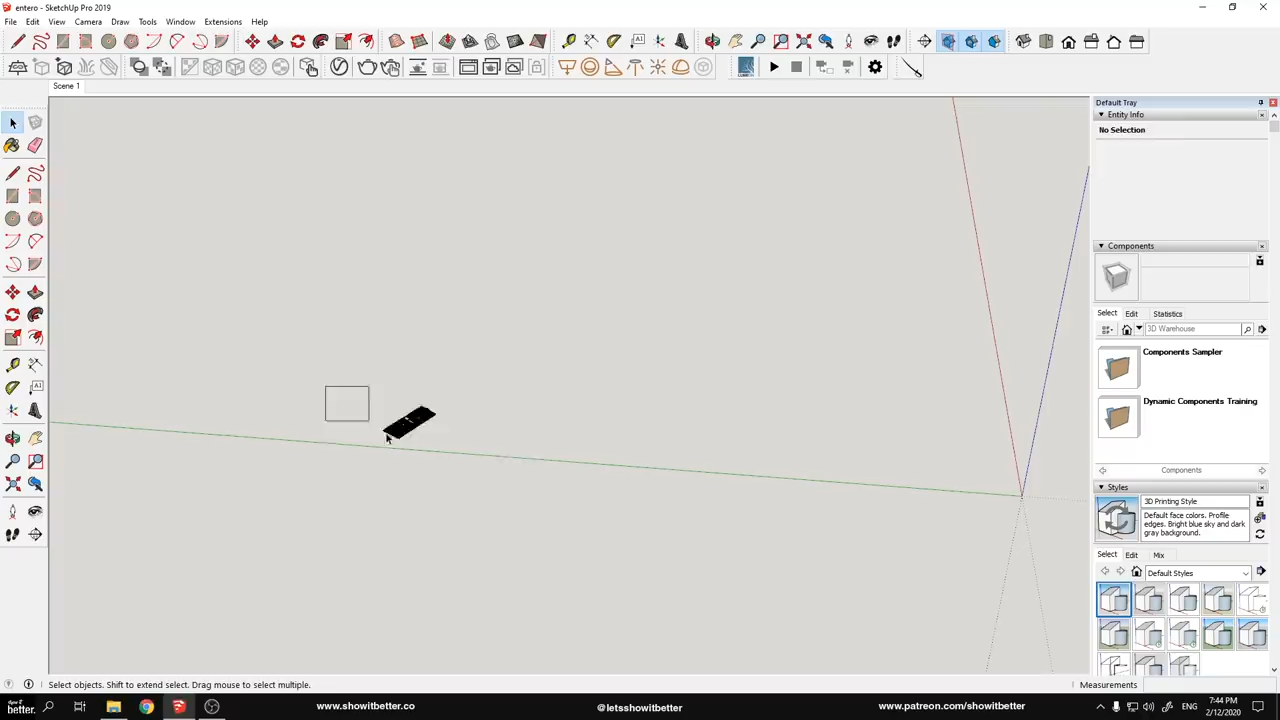 entero - SketchUp Pro 2019
File Edit View Camera Draw Tools Window Extensions Help
Scene 1
Default Tray
Entity Info
No Selection
Components
Select Edit Statistics
3D Warehouse
Components Sampler
Dynamic Components Training
Components
Styles
3D Printing Style
Default face colors. Profile
edges. Bright blue sky and dark
gray background.
Select Edit Mix
Default Styles
Select objects. Shift to extend select. Drag mouse to select multiple.
Measurements
better.
www.showitbetter.co
@letsshowitbetter
www.patreon.com/showitbetter
ENG
7:44 PM
2/12/2020